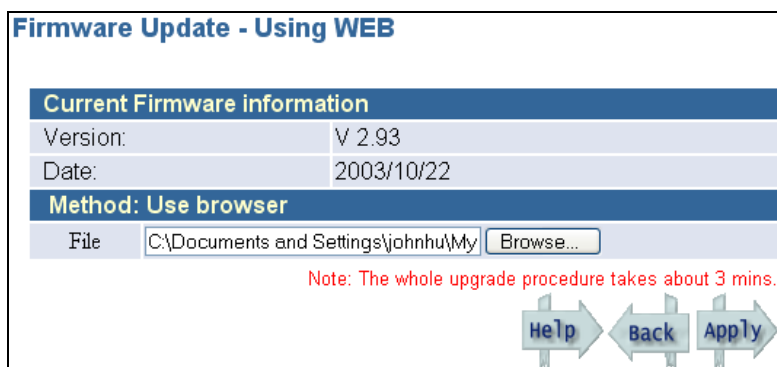 Firmware Update - Using WEB
Current Firmware information
Version: V 2.93
Date: 2003/10/22
Method: Use browser
File C:\Documents and Settings\johnhu\My Browse...
Note: The whole upgrade procedure takes about 3 mins.
Help Back Apply